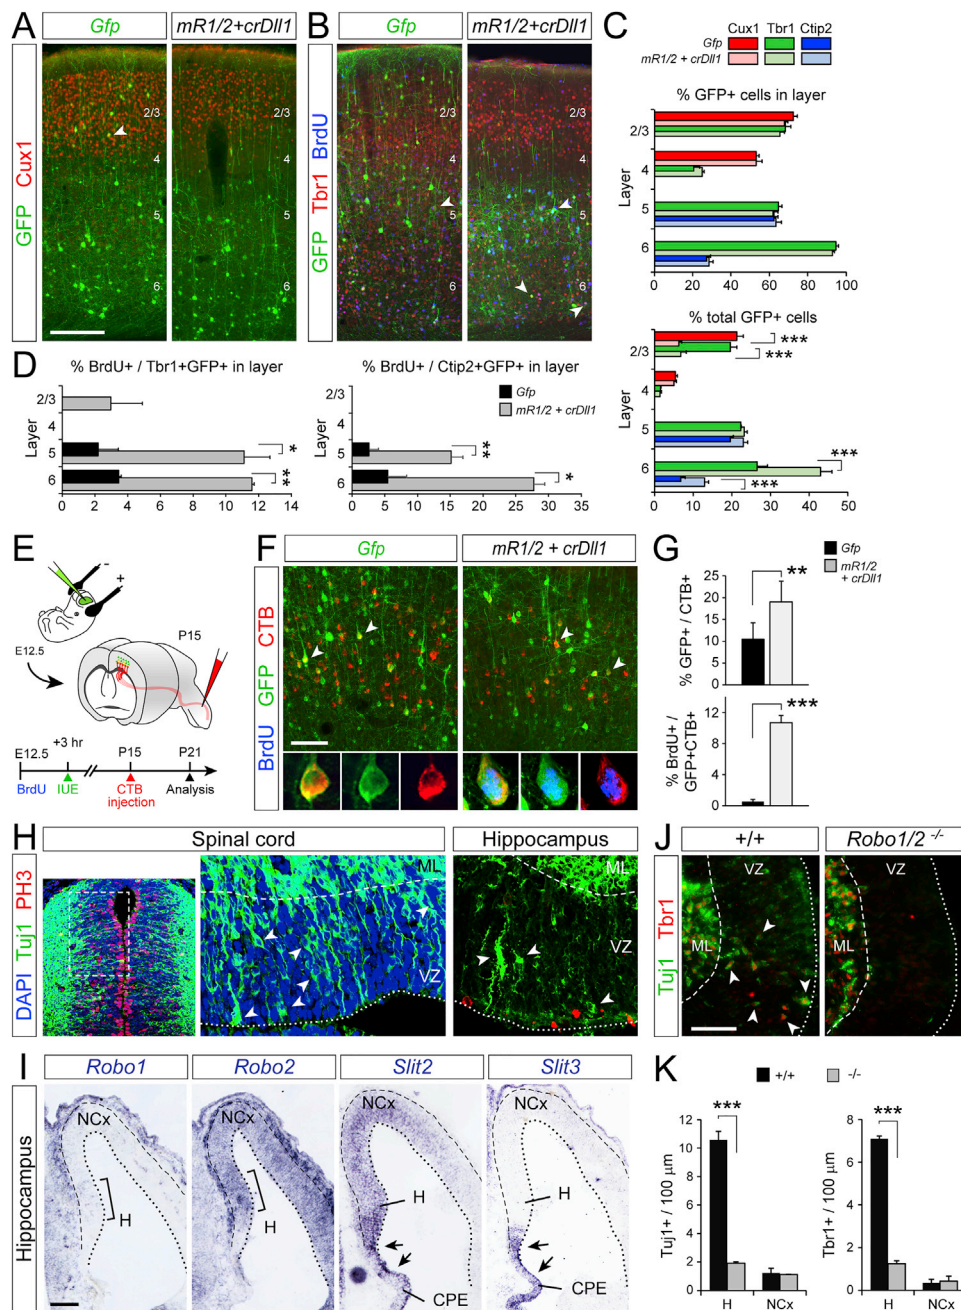 A
Gfp
mR1/2+crDll1
GFP Cux1
2/3
4
5
6
B
Gfp
mR1/2+crDll1
GFP Tbr1 BrdU
2/3
4
5
6
C
Cux1 Tbr1 Ctip2
Gfp
mR1/2 + crDll1
% GFP+ cells in layer
Layer
2/3
4
5
6
0 20 40 60 80 100
% total GFP+ cells
Layer
2/3
4
5
6
***
***
***
***
0 10 20 30 40 50
D
% BrdU+ / Tbr1+GFP+ in layer
Layer
2/3
4
5
6
*
**
0 2 4 6 8 10 12 14
% BrdU+ / Ctip2+GFP+ in layer
Gfp
mR1/2 + crDll1
Layer
2/3
4
5
6
**
*
0 5 10 15 20 25 30 35
E
- +
E12.5
P15
E12.5 +3 hr P15 P21
BrdU IUE CTB injection Analysis
F
Gfp
mR1/2 + crDll1
BrdU GFP CTB
G
Gfp
mR1/2 + crDll1
% GFP+ / CTB+
25
20
15
10
5
0
**
% BrdU+ / GFP+CTB+
12
8
4
0
***
H
Spinal cord
Hippocampus
DAPI Tuj1 PH3
ML
VZ
ML
VZ
J
+/+
Robo1/2 -/-
Tuj1 Tbr1
VZ
ML
VZ
ML
I
Robo1
Robo2
Slit2
Slit3
Hippocampus
NCx
H
NCx
H
NCx
H
CPE
NCx
H
CPE
K
+/+
-/-
Tuj1+ / 100 µm
12
10
8
6
4
2
0
***
H NCx
Tbr1+ / 100 µm
8
6
4
2
0
***
H NCx